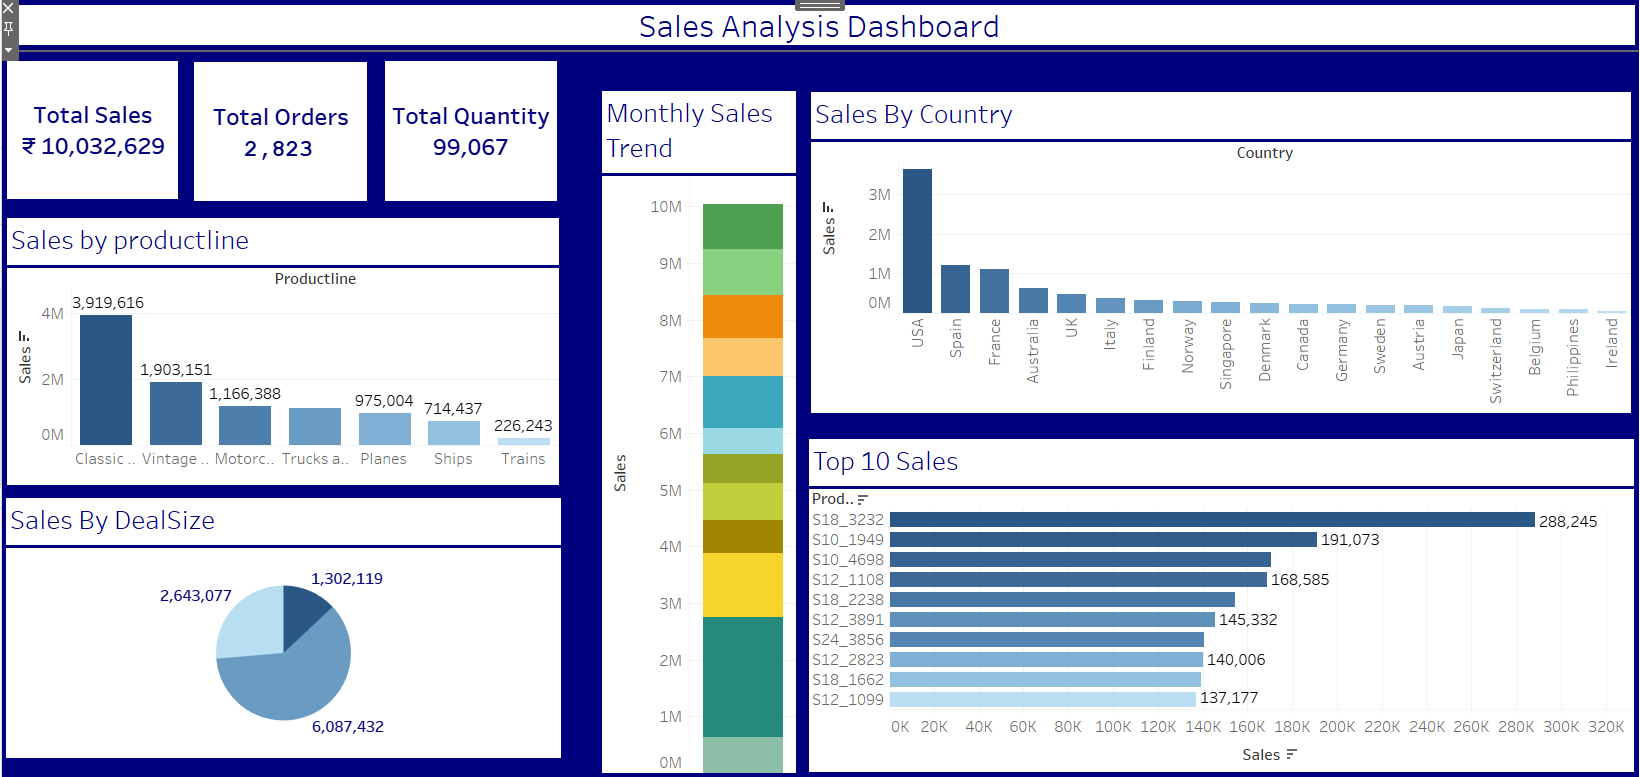 Sales Analysis Dashboard
Total Sales
₹ 10,032,629
Total Orders
2,823
Total Quantity
99,067
Sales by productline
Productline
Sales
4M
2M
0M
3,919,616
1,903,151
1,166,388
975,004
714,437
226,243
Classic ..
Vintage ..
Motorc..
Trucks a..
Planes
Ships
Trains
Sales By DealSize
1,302,119
2,643,077
6,087,432
Monthly Sales
Trend
Sales
10M
9M
8M
7M
6M
5M
4M
3M
2M
1M
0M
Sales By Country
Country
Sales
3M
2M
1M
0M
USA
Spain
France
Australia
UK
Italy
Finland
Norway
Singapore
Denmark
Canada
Germany
Sweden
Austria
Japan
Switzerland
Belgium
Philippines
Ireland
Top 10 Sales
Prod..
S18_3232 288,245
S10_1949 191,073
S10_4698
S12_1108 168,585
S18_2238
S12_3891 145,332
S24_3856
S12_2823 140,006
S18_1662
S12_1099 137,177
0K 20K 40K 60K 80K 100K 120K 140K 160K 180K 200K 220K 240K 260K 280K 300K 320K
Sales